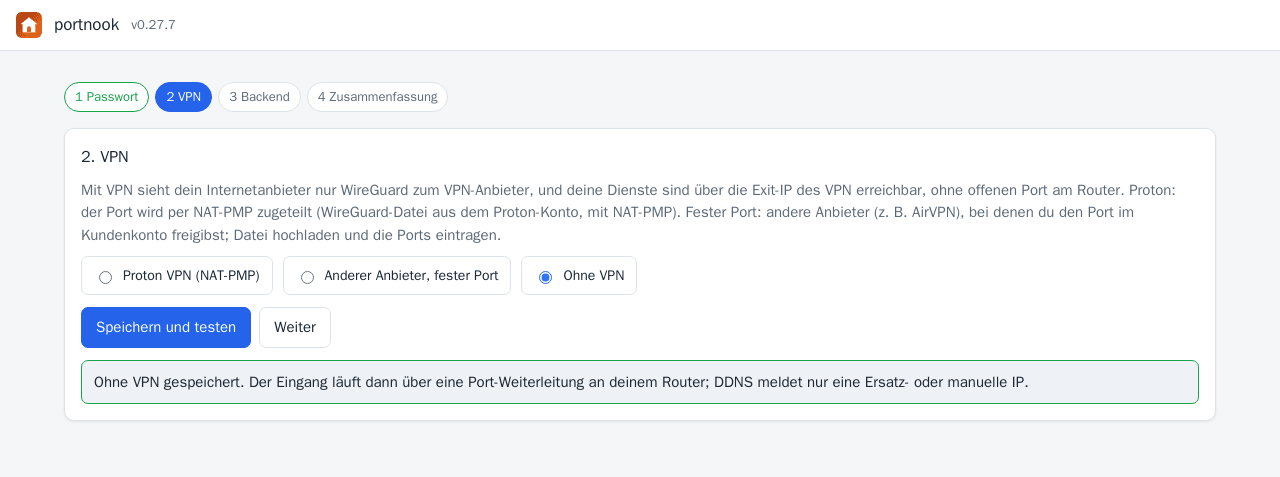 portnook v0.27.7
1 Passwort 2 VPN 3 Backend 4 Zusammenfassung
2. VPN
Mit VPN sieht dein Internetanbieter nur WireGuard zum VPN-Anbieter, und deine Dienste sind über die Exit-IP des VPN erreichbar, ohne offenen Port am Router. Proton:
der Port wird per NAT-PMP zugeteilt (WireGuard-Datei aus dem Proton-Konto, mit NAT-PMP). Fester Port: andere Anbieter (z. B. AirVPN), bei denen du den Port im
Kundenkonto freigibst; Datei hochladen und die Ports eintragen.
Proton VPN (NAT-PMP) Anderer Anbieter, fester Port Ohne VPN
Speichern und testen Weiter
Ohne VPN gespeichert. Der Eingang läuft dann über eine Port-Weiterleitung an deinem Router; DDNS meldet nur eine Ersatz- oder manuelle IP.